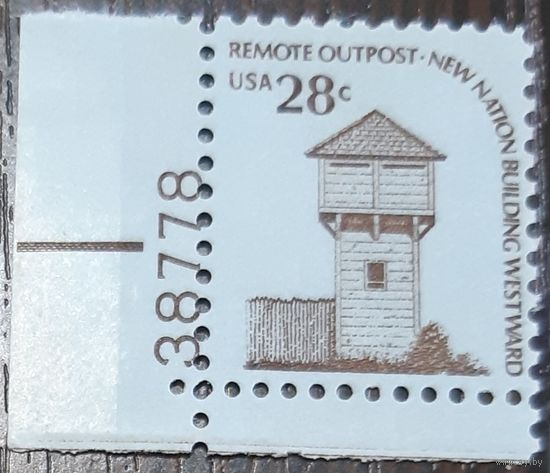 REMOTE OUTPOST · NEW NATION BUILDING WESTWARD
USA 28c
38778